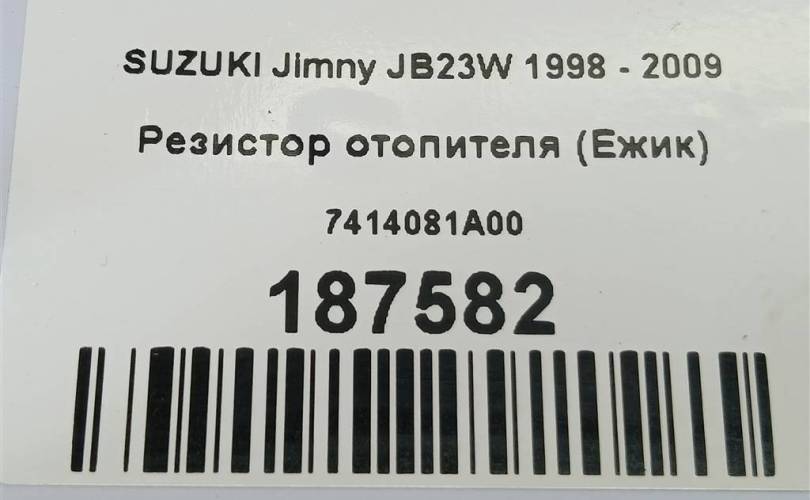 SUZUKI Jimny JB23W 1998 - 2009
Резистор отопителя (Ежик)
7414081A00
187582